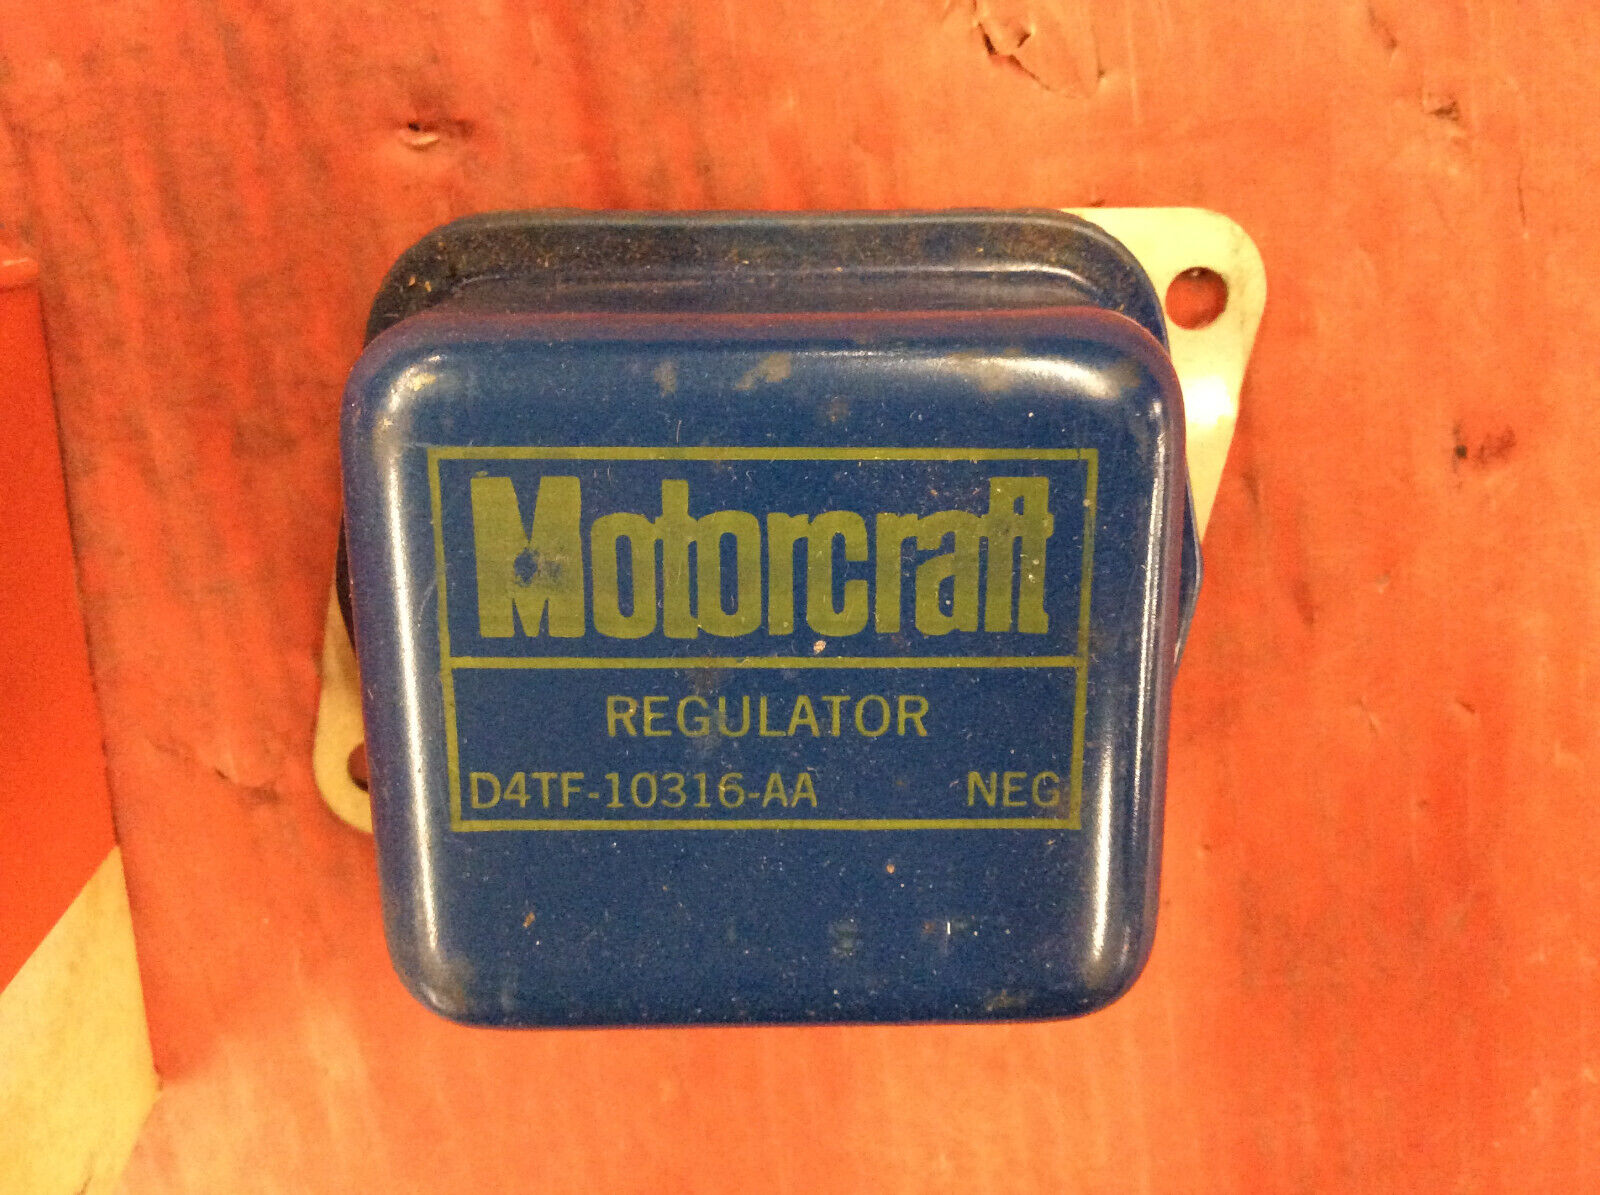 Motorcraft
REGULATOR
D4TF-10316-AA NEG